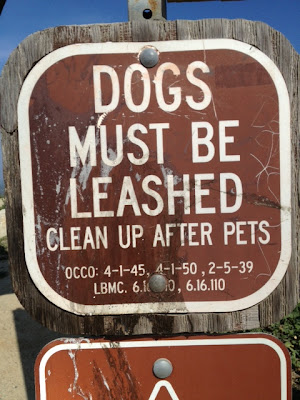 DOGS
MUST BE
LEASHED
CLEAN UP AFTER PETS
OCCO: 4-1-45, 4-1-50, 2-5-39
LBMC. 6.16.110